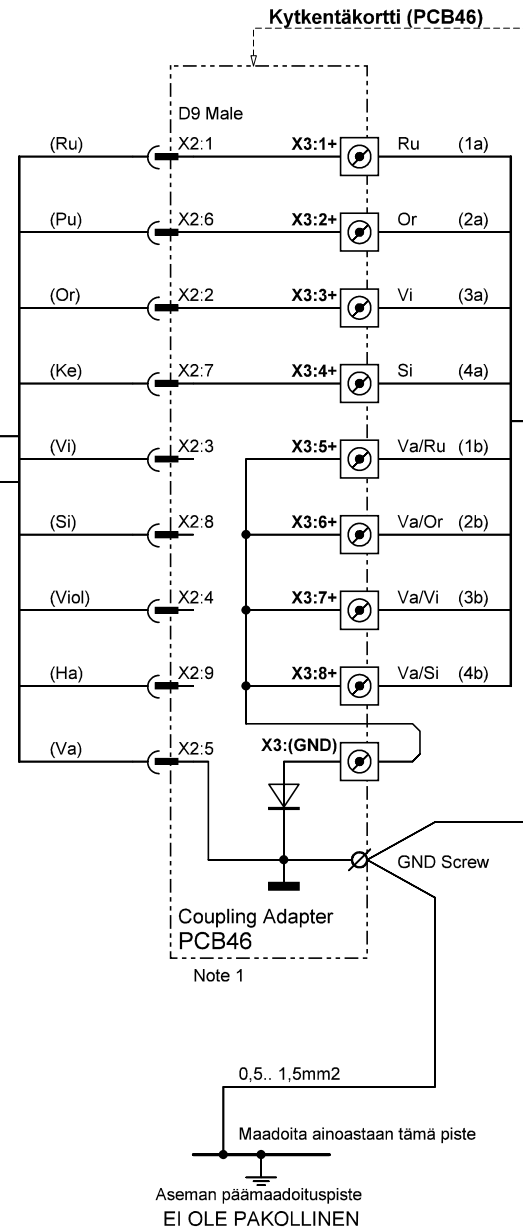 Kytkentäkortti (PCB46)
D9 Male
(Ru) X2:1 X3:1+ Ru (1a)
(Pu) X2:6 X3:2+ Or (2a)
(Or) X2:2 X3:3+ Vi (3a)
(Ke) X2:7 X3:4+ Si (4a)
(Vi) X2:3 X3:5+ Va/Ru (1b)
(Si) X2:8 X3:6+ Va/Or (2b)
(Viol) X2:4 X3:7+ Va/Vi (3b)
(Ha) X2:9 X3:8+ Va/Si (4b)
(Va) X2:5 X3:(GND)
GND Screw
Coupling Adapter
PCB46
Note 1
0,5.. 1,5mm2
Maadoita ainoastaan tämä piste
Aseman päämaadoituspiste
EI OLE PAKOLLINEN